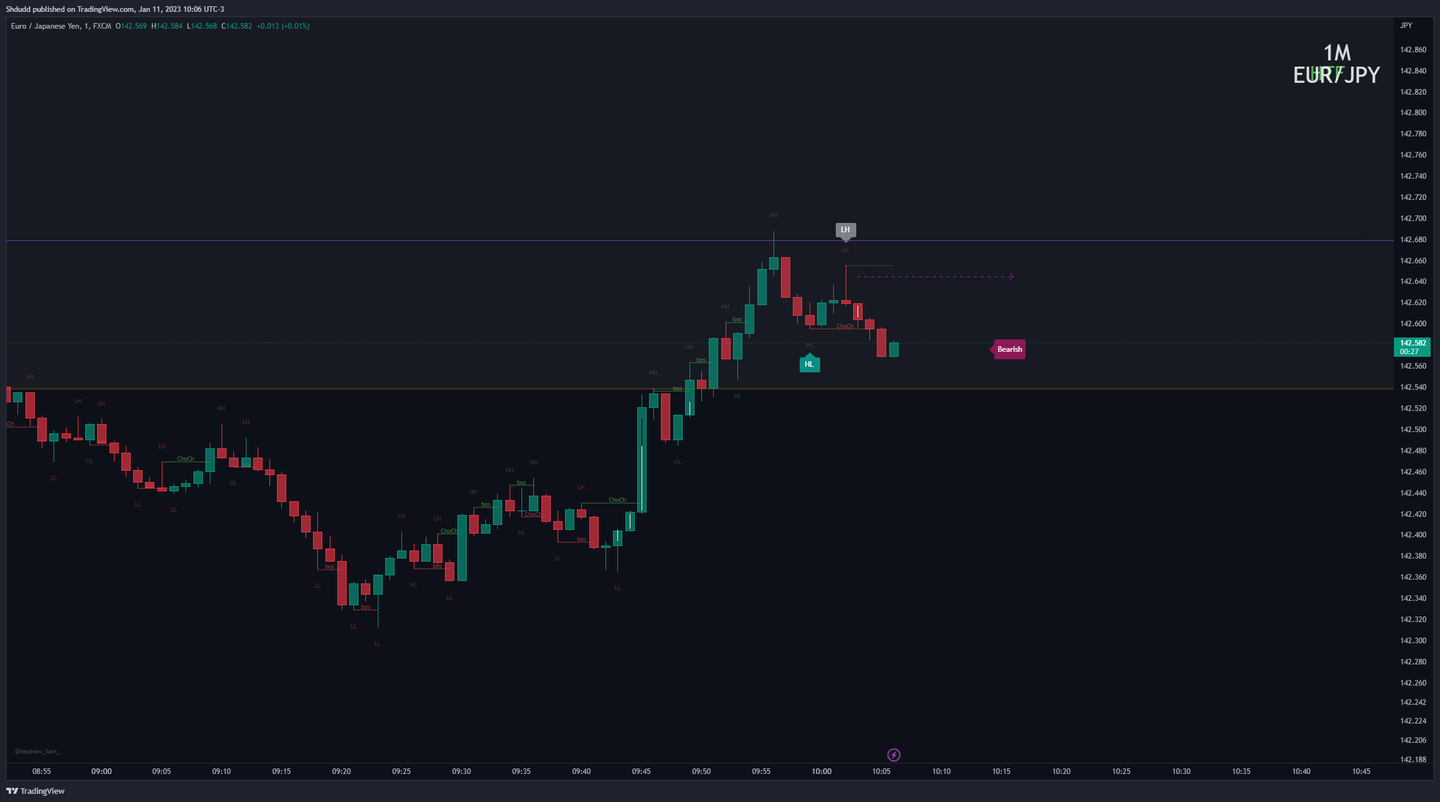 Shdudd published on TradingView.com, Jan 11, 2023 10:06 UTC-3
Euro / Japanese Yen, 1, FXCM O142.569 H142.584 L142.568 C142.582 +0.013 (+0.01%)
JPY
1M
EUR/JPY
HTF
142.860
142.840
142.820
142.800
142.780
142.760
142.740
142.720
142.700
142.680
142.660
142.640
142.620
142.600
142.582
00:27
142.560
142.540
142.520
142.500
142.480
142.460
142.440
142.420
142.400
142.380
142.360
142.340
142.320
142.300
142.280
142.260
142.242
142.224
142.206
142.188
HH
LH
LH
HH
bos
ChoCh
HL
HL
Bearish
HH
bos
HH
bos
HL
LH
LH
LH
HH
LH
LH
ChoCh
HL
HL
LL
LL
LL
HH
HH
HH
LH
bos
bos
ChoCh
ChoCh
HL
HL
LH
LH
ChoCh
bos
bos
LL
LL
bos
HL
LL
LL
bos
LL
LL
@Nephew_Sam_
08:55 09:00 09:05 09:10 09:15 09:20 09:25 09:30 09:35 09:40 09:45 09:50 09:55 10:00 10:05 10:10 10:15 10:20 10:25 10:30 10:35 10:40 10:45
TradingView